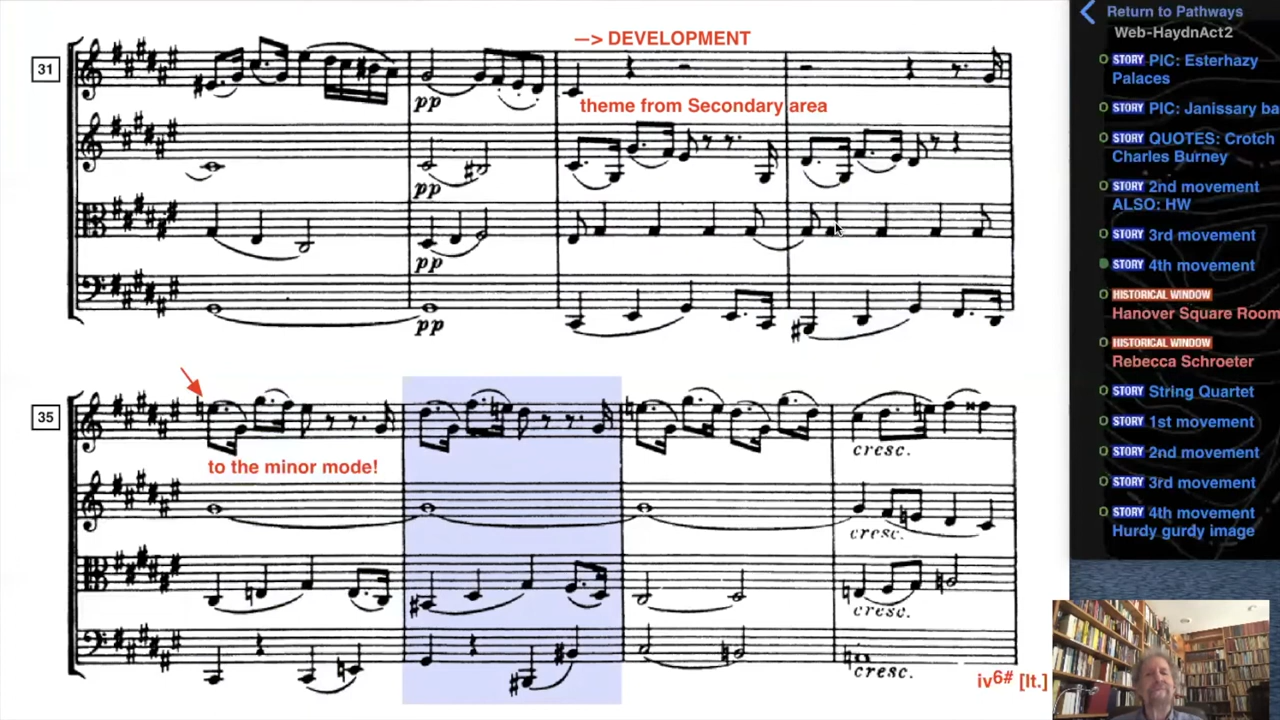 —> DEVELOPMENT
31
pp
theme from Secondary area
pp
pp
pp
35
to the minor mode!
cresc.
cresc.
cresc.
cresc.
iv6# [It.]
Return to Pathways
Web-HaydnAct2
STORY PIC: Esterhazy
Palaces
STORY PIC: Janissary ba
STORY QUOTES: Crotch
Charles Burney
STORY 2nd movement
ALSO: HW
STORY 3rd movement
STORY 4th movement
HISTORICAL WINDOW
Hanover Square Room
HISTORICAL WINDOW
Rebecca Schroeter
STORY String Quartet
STORY 1st movement
STORY 2nd movement
STORY 3rd movement
STORY 4th movement
Hurdy gurdy image